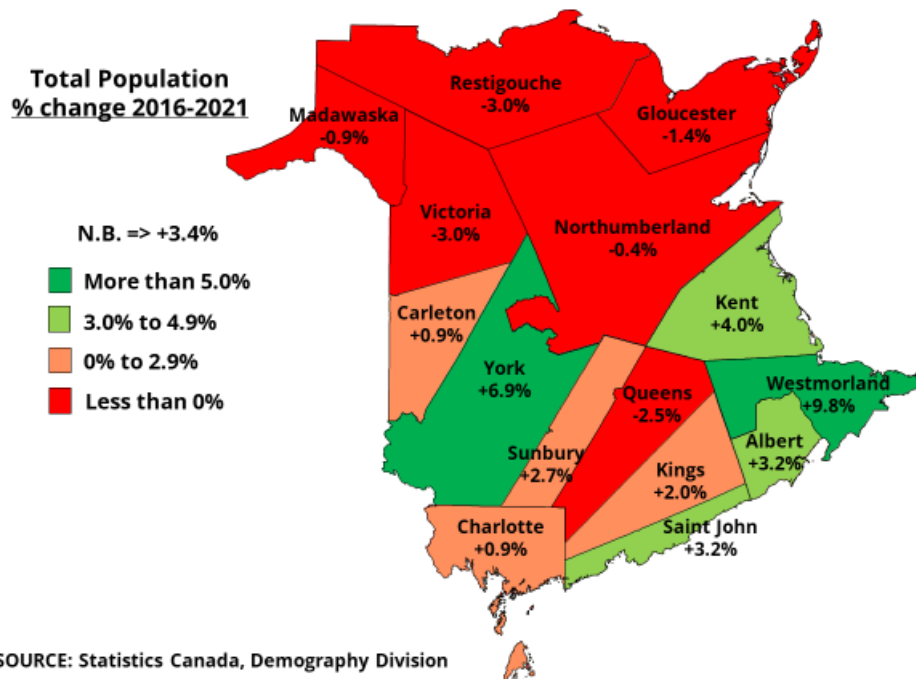 Total Population
% change 2016-2021
N.B. => +3.4%
More than 5.0%
3.0% to 4.9%
0% to 2.9%
Less than 0%
Restigouche
-3.0%
Madawaska
-0.9%
Gloucester
-1.4%
Victoria
-3.0%
Northumberland
-0.4%
Carleton
+0.9%
Kent
+4.0%
York
+6.9%
Westmorland
+9.8%
Queens
-2.5%
Sunbury
+2.7%
Albert
+3.2%
Kings
+2.0%
Charlotte
+0.9%
Saint John
+3.2%
SOURCE: Statistics Canada, Demography Division